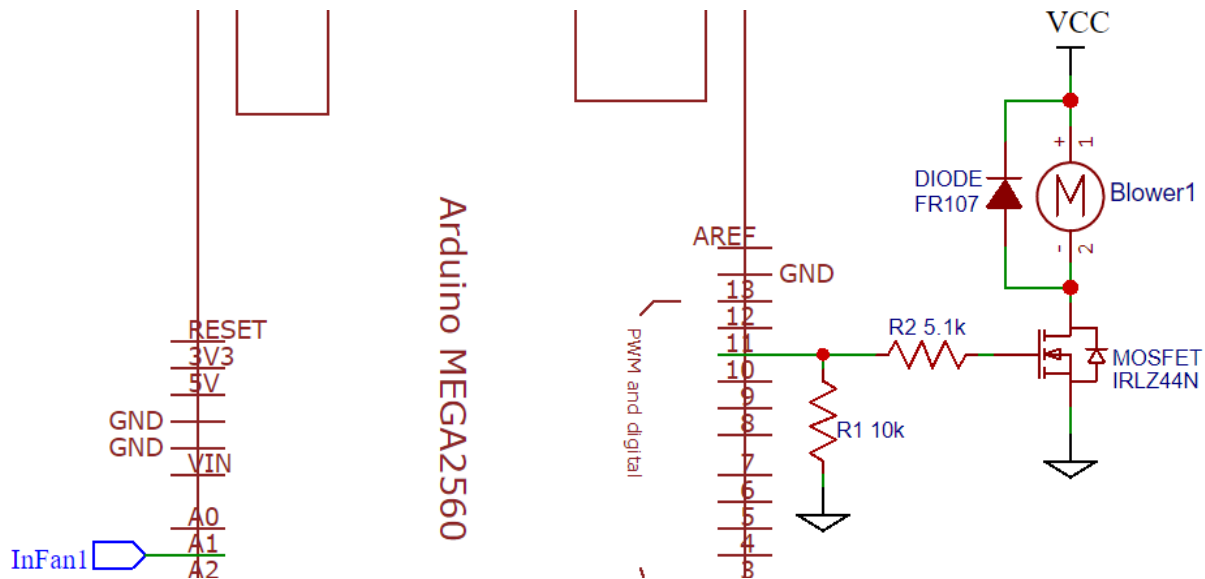 VCC
+ 1
DIODE
FR107
M
Blower1
- 2
AREF
GND
13
12
11
10
9
8
7
6
5
4
3
PWM and digital
Arduino MEGA2560
R2 5.1k
R1 10k
MOSFET
IRLZ44N
RESET
3V3
5V
GND
GND
VIN
A0
A1
A2
InFan1